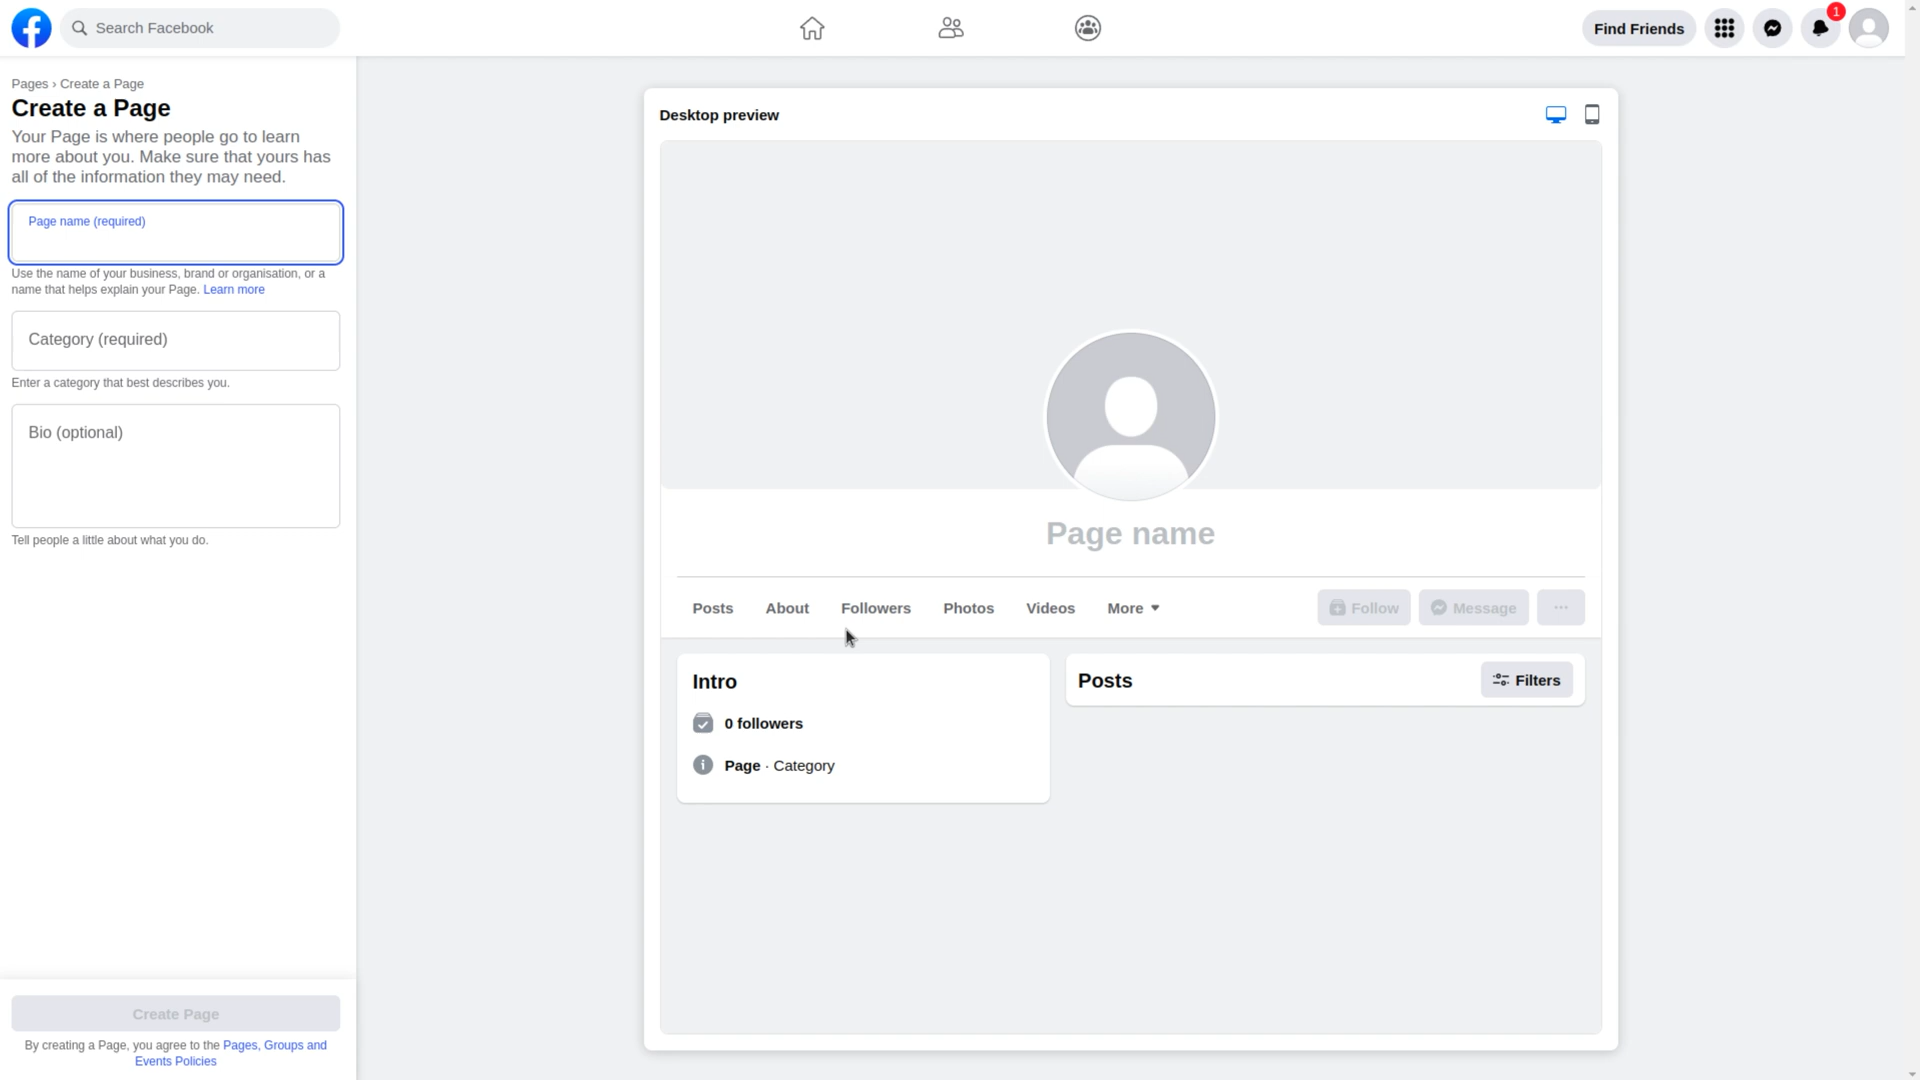 Search Facebook
Find Friends
1
Pages › Create a Page
Create a Page
Your Page is where people go to learn
more about you. Make sure that yours has
all of the information they may need.
Page name (required)
Use the name of your business, brand or organisation, or a
name that helps explain your Page. Learn more
Category (required)
Enter a category that best describes you.
Bio (optional)
Tell people a little about what you do.
Create Page
By creating a Page, you agree to the Pages, Groups and
Events Policies
Desktop preview
Page name
Posts About Followers Photos Videos More Follow Message
Intro
0 followers
Page · Category
Posts
Filters